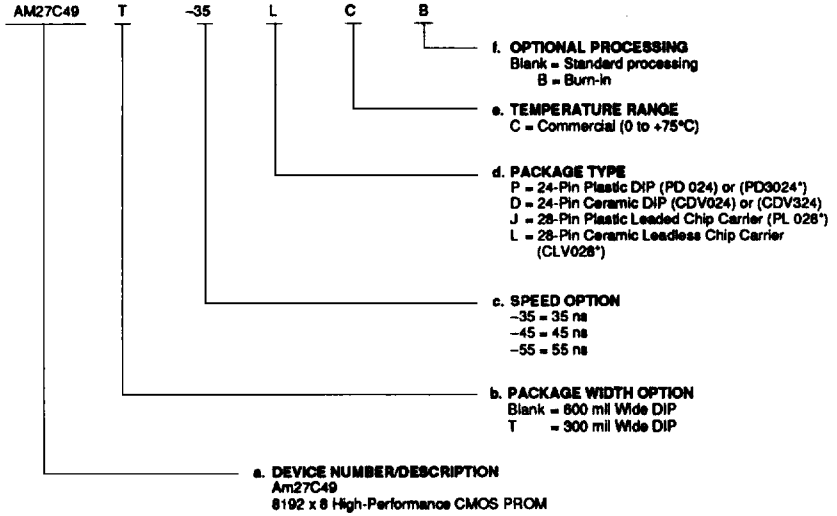 AM27C49 T -35 L C B
f. OPTIONAL PROCESSING
Blank = Standard processing
B = Burn-in
e. TEMPERATURE RANGE
C = Commercial (0 to +75°C)
d. PACKAGE TYPE
P = 24-Pin Plastic DIP (PD 024) or (PD3024*)
D = 24-Pin Ceramic DIP (CDV024) or (CDV324)
J = 28-Pin Plastic Leaded Chip Carrier (PL 028*)
L = 28-Pin Ceramic Leadless Chip Carrier
(CLV028*)
c. SPEED OPTION
-35 = 35 ns
-45 = 45 ns
-55 = 55 ns
b. PACKAGE WIDTH OPTION
Blank = 600 mil Wide DIP
T = 300 mil Wide DIP
a. DEVICE NUMBER/DESCRIPTION
Am27C49
8192 x 8 High-Performance CMOS PROM